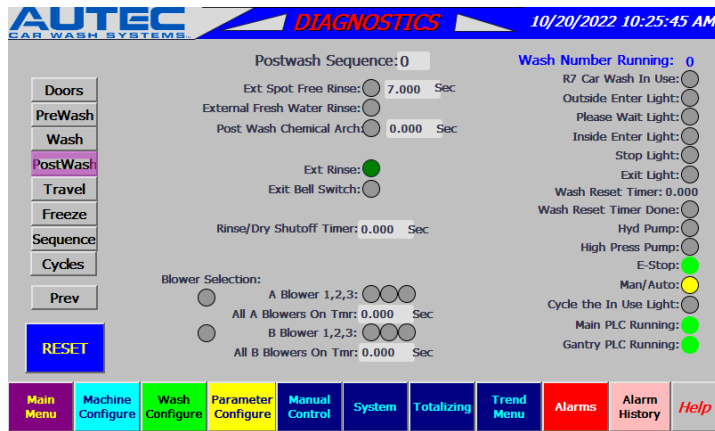 AUTEC
CAR WASH SYSTEMS
DIAGNOSTICS
10/20/2022 10:25:45 AM
Postwash Sequence: 0
Ext Spot Free Rinse: 7.000 Sec
External Fresh Water Rinse:
Post Wash Chemical Arch: 0.000 Sec
Ext Rinse:
Exit Bell Switch:
Rinse/Dry Shutoff Timer: 0.000 Sec
Blower Selection:
A Blower 1,2,3:
All A Blowers On Tmr: 0.000 Sec
B Blower 1,2,3:
All B Blowers On Tmr: 0.000 Sec
Doors
PreWash
Wash
PostWash
Travel
Freeze
Sequence
Cycles
Prev
RESET
Wash Number Running: 0
R7 Car Wash In Use:
Outside Enter Light:
Please Wait Light:
Inside Enter Light:
Stop Light:
Exit Light:
Wash Reset Timer: 0.000
Wash Reset Timer Done:
Hyd Pump:
High Press Pump:
E-Stop:
Man/Auto:
Cycle the In Use Light:
Main PLC Running:
Gantry PLC Running:
Main Menu
Machine Configure
Wash Configure
Parameter Configure
Manual Control
System
Totalizing
Trend Menu
Alarms
Alarm History
Help